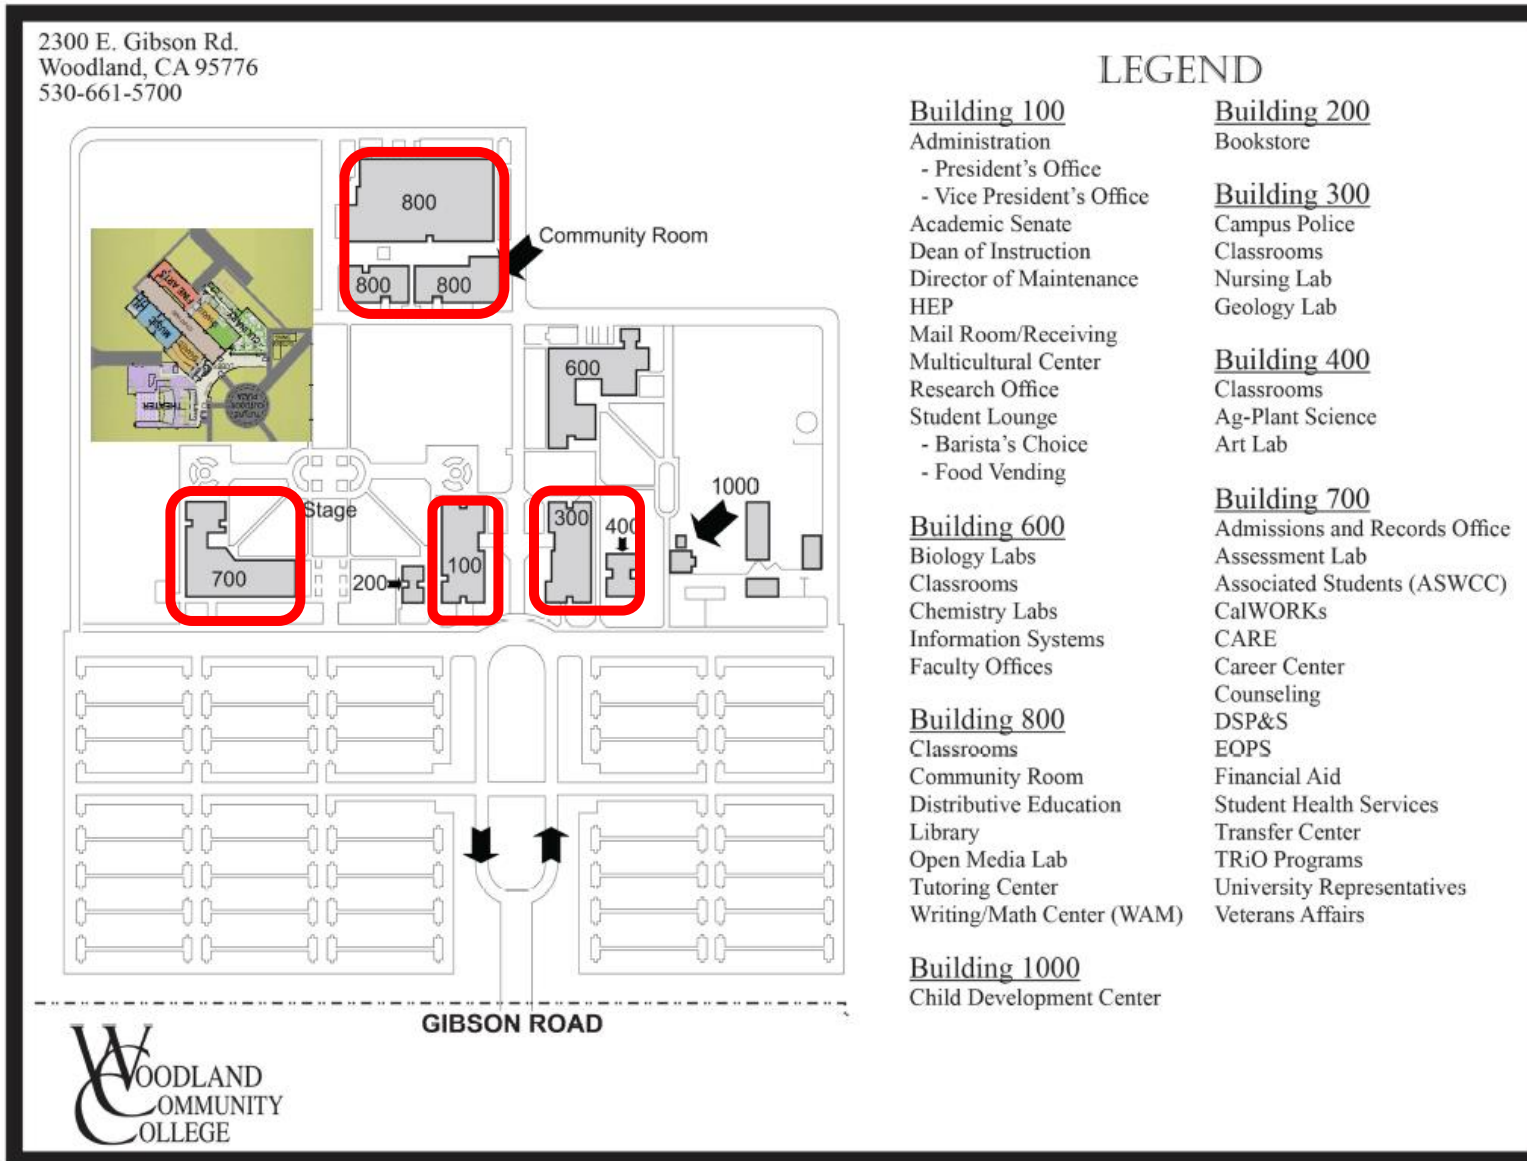 2300 E. Gibson Rd.
Woodland, CA 95776
530-661-5700
800
Community Room
800
800
FINE ARTS
MUSIC
CULINARY
THEATER
600
Stage
1000
300
400
100
200
700
GIBSON ROAD
WOODLAND
COMMUNITY
COLLEGE
LEGEND
Building 100
Administration
- President's Office
- Vice President's Office
Academic Senate
Dean of Instruction
Director of Maintenance
HEP
Mail Room/Receiving
Multicultural Center
Research Office
Student Lounge
- Barista's Choice
- Food Vending
Building 600
Biology Labs
Classrooms
Chemistry Labs
Information Systems
Faculty Offices
Building 800
Classrooms
Community Room
Distributive Education
Library
Open Media Lab
Tutoring Center
Writing/Math Center (WAM)
Building 1000
Child Development Center
Building 200
Bookstore
Building 300
Campus Police
Classrooms
Nursing Lab
Geology Lab
Building 400
Classrooms
Ag-Plant Science
Art Lab
Building 700
Admissions and Records Office
Assessment Lab
Associated Students (ASWCC)
CalWORKs
CARE
Career Center
Counseling
DSP&S
EOPS
Financial Aid
Student Health Services
Transfer Center
TRiO Programs
University Representatives
Veterans Affairs